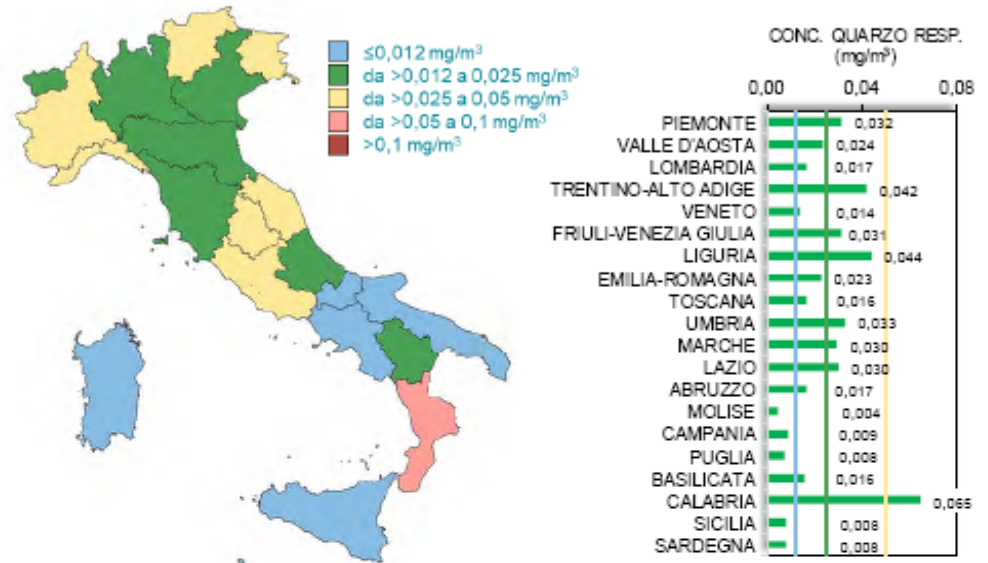 ≤0,012 mg/m³
da >0,012 a 0,025 mg/m³
da >0,025 a 0,05 mg/m³
da >0,05 a 0,1 mg/m³
>0,1 mg/m³
CONC. QUARZO RESP.
(mg/m³)
0,00 0,04 0,08
PIEMONTE 0,032
VALLE D'AOSTA 0,024
LOMBARDIA 0,017
TRENTINO-ALTO ADIGE 0,042
VENETO 0,014
FRIULI-VENEZIA GIULIA 0,031
LIGURIA 0,044
EMILIA-ROMAGNA 0,023
TOSCANA 0,016
UMBRIA 0,033
MARCHE 0,030
LAZIO 0,030
ABRUZZO 0,017
MOLISE 0,004
CAMPANIA 0,009
PUGLIA 0,008
BASILICATA 0,016
CALABRIA 0,065
SICILIA 0,008
SARDEGNA 0,008